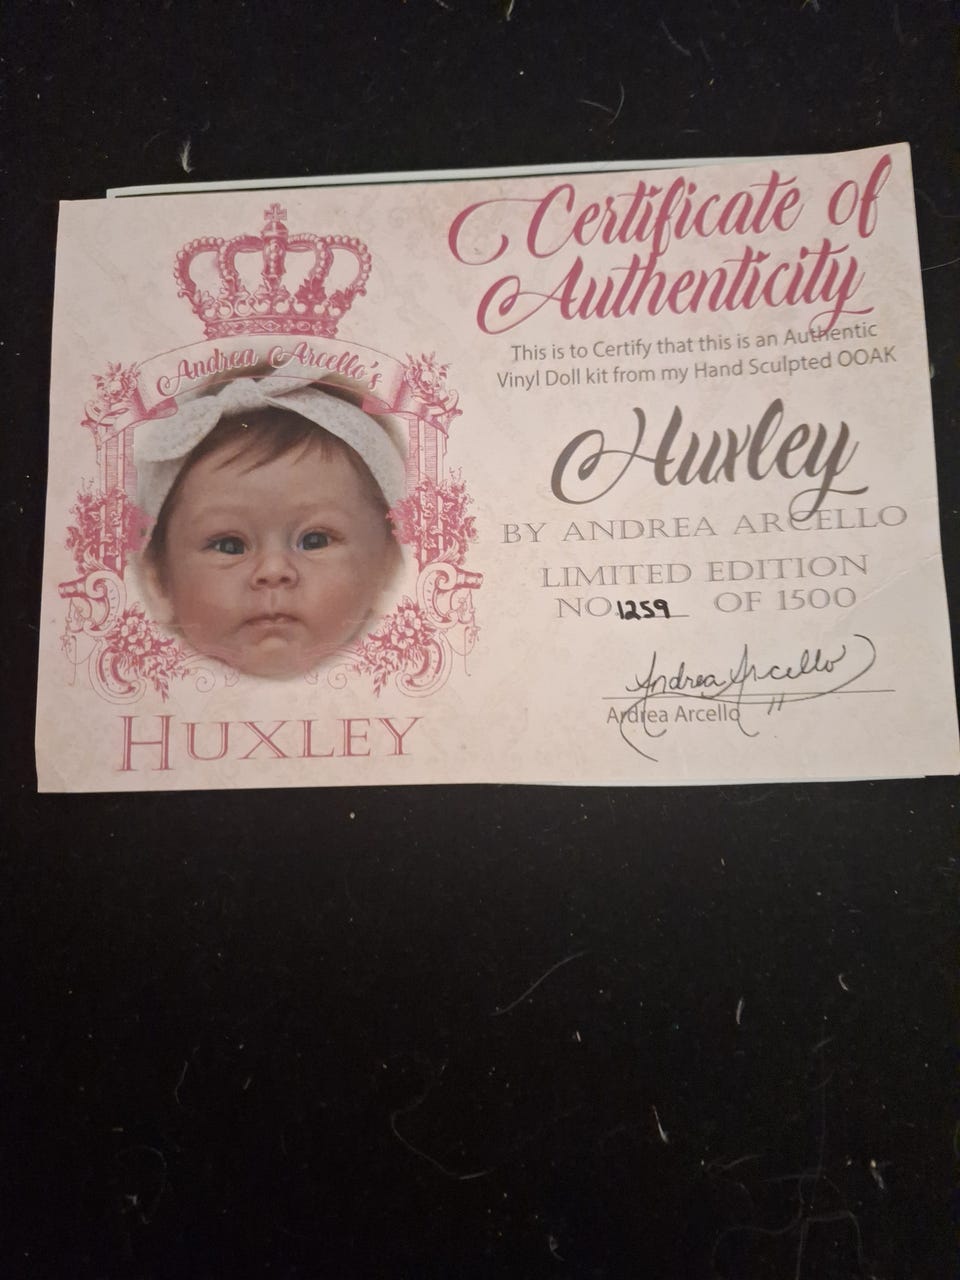 Andrea Arcello's
HUXLEY
Certificate of
Authenticity
This is to Certify that this is an Authentic
Vinyl Doll kit from my Hand Sculpted OOAK
Huxley
BY ANDREA ARCELLO
LIMITED EDITION
NO. 1259 OF 1500
Andrea Arcello
Andrea Arcello